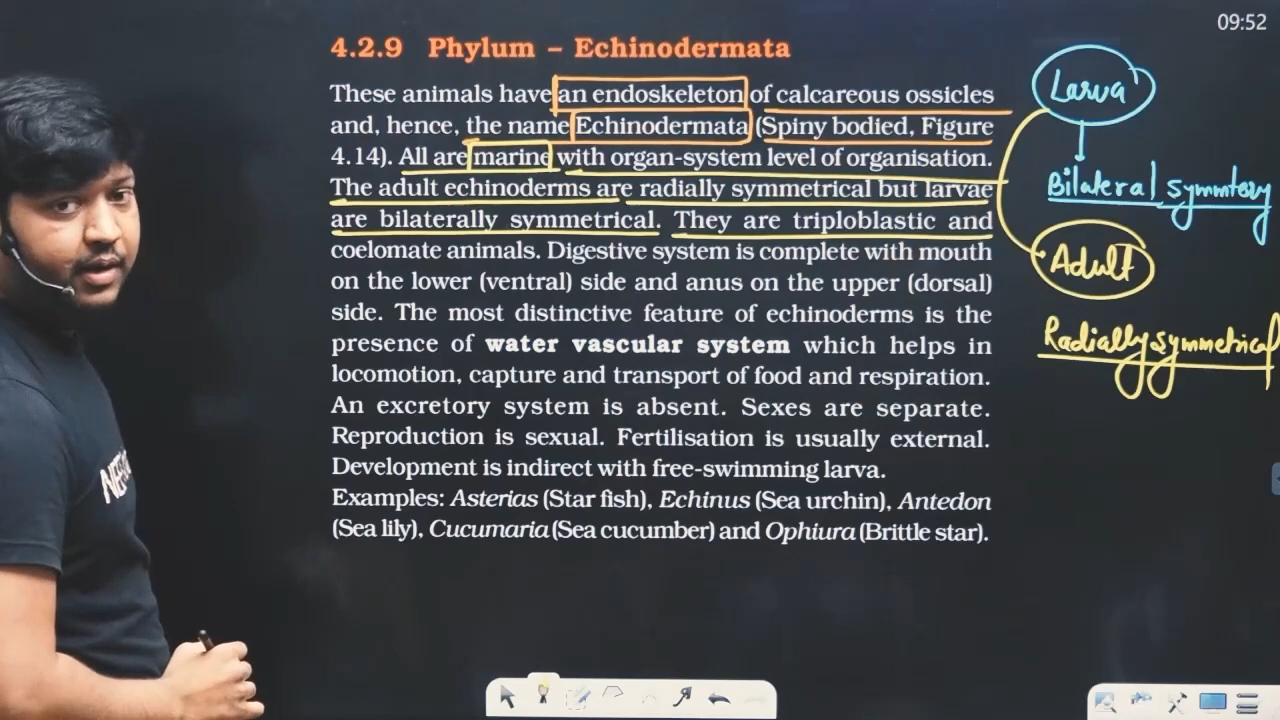 09:52
4.2.9 Phylum – Echinodermata
These animals have an endoskeleton of calcareous ossicles
and, hence, the name Echinodermata (Spiny bodied, Figure
4.14). All are marine with organ-system level of organisation.
The adult echinoderms are radially symmetrical but larvae
are bilaterally symmetrical. They are triploblastic and
coelomate animals. Digestive system is complete with mouth
on the lower (ventral) side and anus on the upper (dorsal)
side. The most distinctive feature of echinoderms is the
presence of water vascular system which helps in
locomotion, capture and transport of food and respiration.
An excretory system is absent. Sexes are separate.
Reproduction is sexual. Fertilisation is usually external.
Development is indirect with free-swimming larva.
Examples: Asterias (Star fish), Echinus (Sea urchin), Antedon
(Sea lily), Cucumaria (Sea cucumber) and Ophiura (Brittle star).
Larva
Bilateral symmtery
Adult
Radially symmetrical